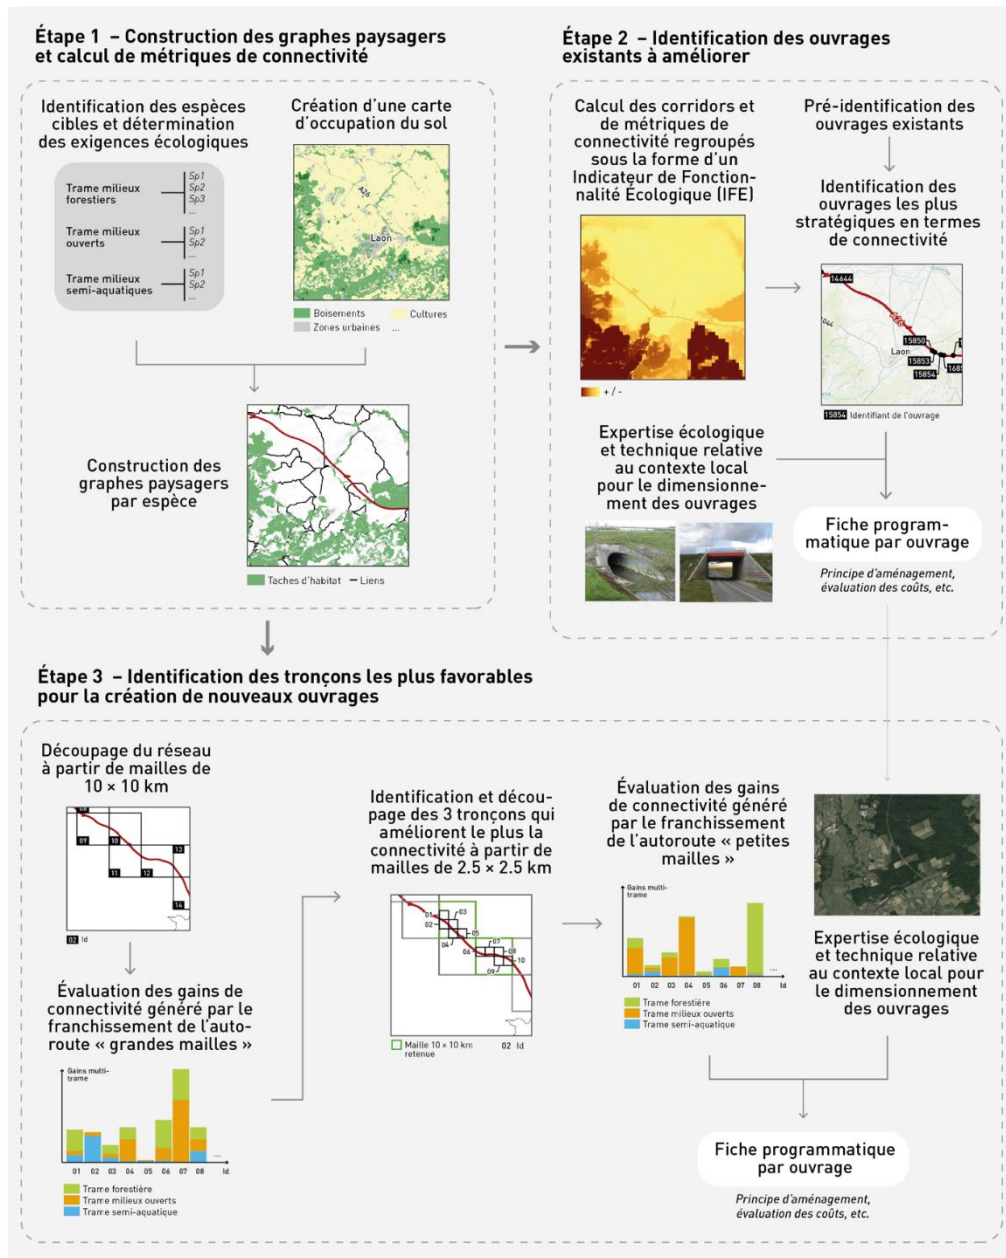 Étape 1 – Construction des graphes paysagers
et calcul de métriques de connectivité
Identification des espèces
cibles et détermination
des exigences écologiques
Trame milieux
forestiers
Sp1
Sp2
Sp3
...
Trame milieux
ouverts
Sp1
Sp2
...
Trame milieux
semi-aquatiques
Sp1
Sp2
...
Création d'une carte
d'occupation du sol
A26
Laon
Boisements
Cultures
Zones urbaines
...
Construction des
graphes paysagers
par espèce
Taches d'habitat
Liens
Étape 2 – Identification des ouvrages
existants à améliorer
Calcul des corridors et
de métriques de
connectivité regroupés
sous la forme d'un
Indicateur de Fonction-
nalité Écologique (IFE)
+ / -
Pré-identification des
ouvrages existants
Identification des
ouvrages les plus
stratégiques en termes
de connectivité
14644
Laon
15850
15853
15854
15854 Identifiant de l'ouvrage
Expertise écologique
et technique relative
au contexte local
pour le dimensionne-
ment des ouvrages
Fiche program-
matique par ouvrage
Principe d'aménagement,
évaluation des coûts, etc.
Étape 3 – Identification des tronçons les plus favorables
pour la création de nouveaux ouvrages
Découpage du réseau
à partir de mailles de
10 × 10 km
09
10
11
12
13
14
02 Id
Évaluation des gains de
connectivité généré par le
franchissement de l'auto-
route « grandes mailles »
Gains multi-
trame
01 02 03 04 05 06 07 08 ... Id
Trame forestière
Trame milieux ouverts
Trame semi-aquatique
Identification et décou-
page des 3 tronçons qui
améliorent le plus la
connectivité à partir
de mailles de 2.5 × 2.5 km
01
02
03
04
05
06
07
08
09
10
Maille 10 × 10 km
retenue
02 Id
Évaluation des gains
de connectivité généré
par le franchissement
de l'autoroute « petites
mailles »
Gains multi-
trame
01 02 03 04 05 06 07 08 ... Id
Trame forestière
Trame milieux ouverts
Trame semi-aquatique
Expertise écologique
et technique relative
au contexte local pour
le dimensionnement
des ouvrages
Fiche programmatique
par ouvrage
Principe d'aménagement,
évaluation des coûts, etc.